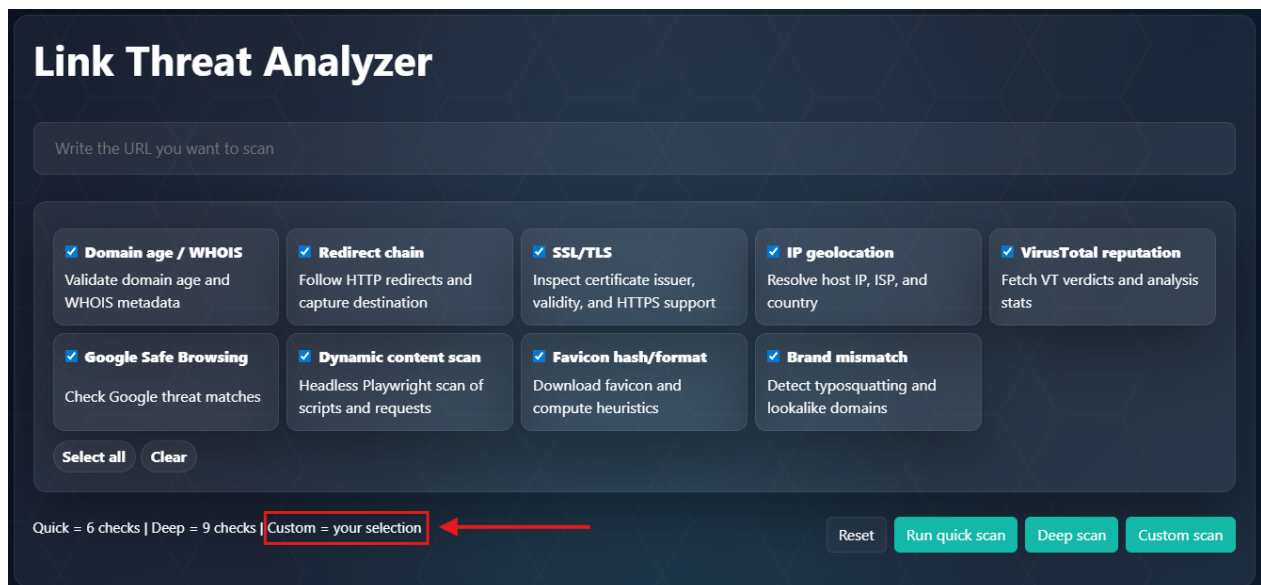 Link Threat Analyzer
Write the URL you want to scan
Domain age / WHOIS
Validate domain age and
WHOIS metadata
Redirect chain
Follow HTTP redirects and
capture destination
SSL/TLS
Inspect certificate issuer,
validity, and HTTPS support
IP geolocation
Resolve host IP, ISP, and
country
VirusTotal reputation
Fetch VT verdicts and analysis
stats
Google Safe Browsing
Check Google threat matches
Dynamic content scan
Headless Playwright scan of
scripts and requests
Favicon hash/format
Download favicon and
compute heuristics
Brand mismatch
Detect typosquatting and
lookalike domains
Select all Clear
Quick = 6 checks | Deep = 9 checks | Custom = your selection
Reset Run quick scan Deep scan Custom scan